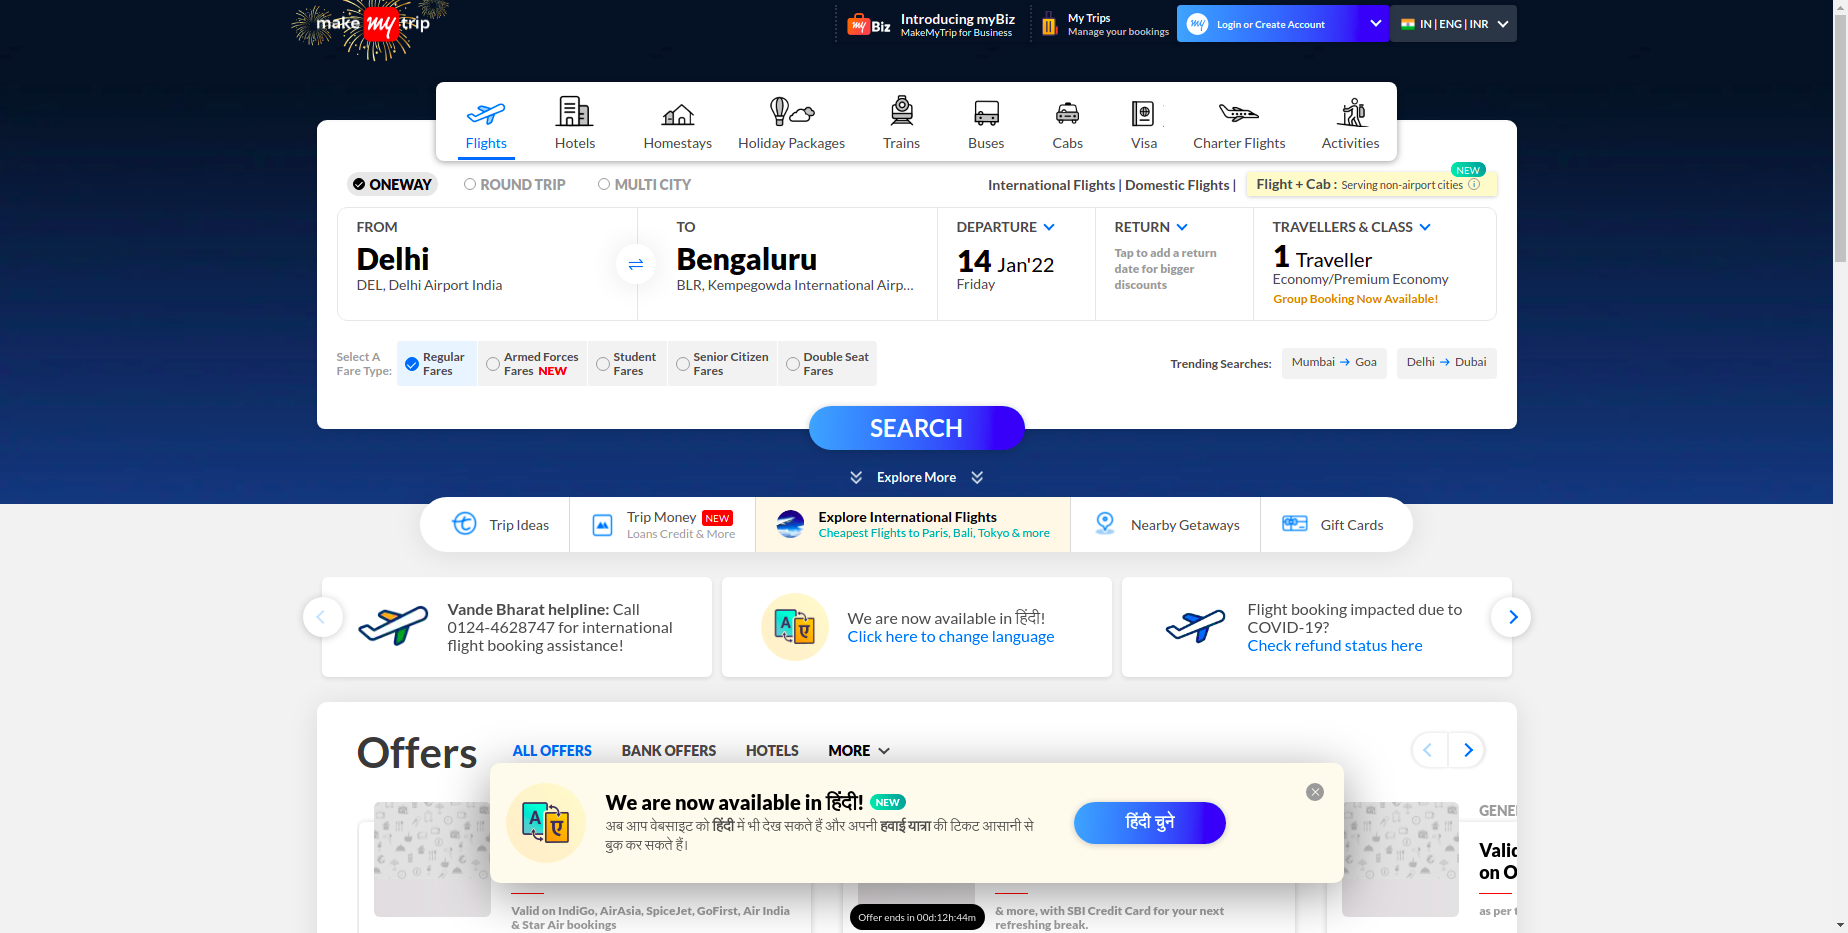 make my trip
my Biz
Introducing myBiz
MakeMyTrip for Business
My Trips
Manage your bookings
my Login or Create Account
IN | ENG | INR
Flights
Hotels
Homestays
Holiday Packages
Trains
Buses
Cabs
Visa
Charter Flights
Activities
ONEWAY
ROUND TRIP
MULTI CITY
International Flights | Domestic Flights |
NEW
Flight + Cab : Serving non-airport cities
FROM
Delhi
DEL, Delhi Airport India
TO
Bengaluru
BLR, Kempegowda International Airp...
DEPARTURE
14 Jan'22
Friday
RETURN
Tap to add a return
date for bigger
discounts
TRAVELLERS & CLASS
1 Traveller
Economy/Premium Economy
Group Booking Now Available!
Select A
Fare Type:
Regular
Fares
Armed Forces
Fares NEW
Student
Fares
Senior Citizen
Fares
Double Seat
Fares
Trending Searches:
Mumbai → Goa
Delhi → Dubai
SEARCH
Explore More
Trip Ideas
Trip Money NEW
Loans Credit & More
Explore International Flights
Cheapest Flights to Paris, Bali, Tokyo & more
Nearby Getaways
Gift Cards
Vande Bharat helpline: Call
0124-4628747 for international
flight booking assistance!
A ए
We are now available in हिंदी!
Click here to change language
Flight booking impacted due to
COVID-19?
Check refund status here
Offers
ALL OFFERS
BANK OFFERS
HOTELS
MORE
A ए
We are now available in हिंदी! NEW
अब आप वेबसाइट को हिंदी में भी देख सकते हैं और अपनी हवाई यात्रा की टिकट आसानी से
बुक कर सकते हैं।
हिंदी चुने
Valid on IndiGo, AirAsia, SpiceJet, GoFirst, Air India
& Star Air bookings
Offer ends in 00d:12h:44m
& more, with SBI Credit Card for your next
refreshing break.
on O
as per